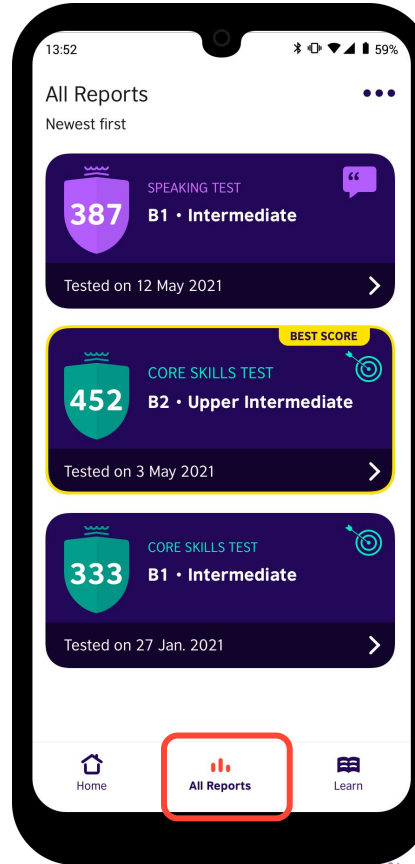 13:52
59%
All Reports
Newest first
SPEAKING TEST
387
B1 • Intermediate
Tested on 12 May 2021
BEST SCORE
CORE SKILLS TEST
452
B2 • Upper Intermediate
Tested on 3 May 2021
CORE SKILLS TEST
333
B1 • Intermediate
Tested on 27 Jan. 2021
Home
All Reports
Learn